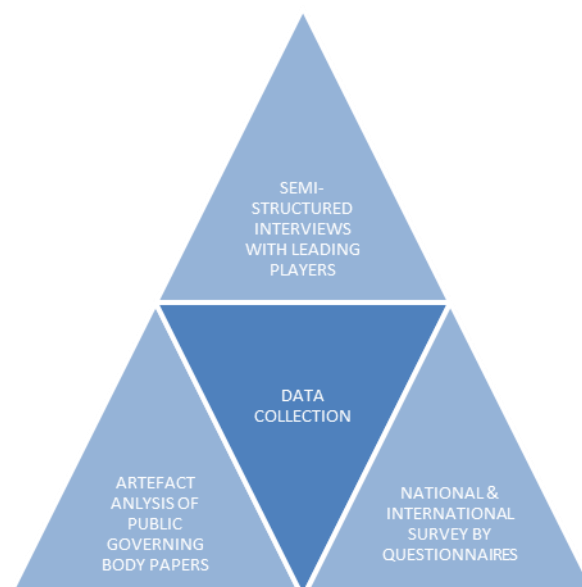 SEMI-
STRUCTURED
INTERVIEWS
WITH LEADING
PLAYERS
DATA
COLLECTION
ARTEFACT
ANLYSIS OF
PUBLIC
GOVERNING
BODY PAPERS
NATIONAL &
INTERNATIONAL
SURVEY BY
QUESTIONNAIRES